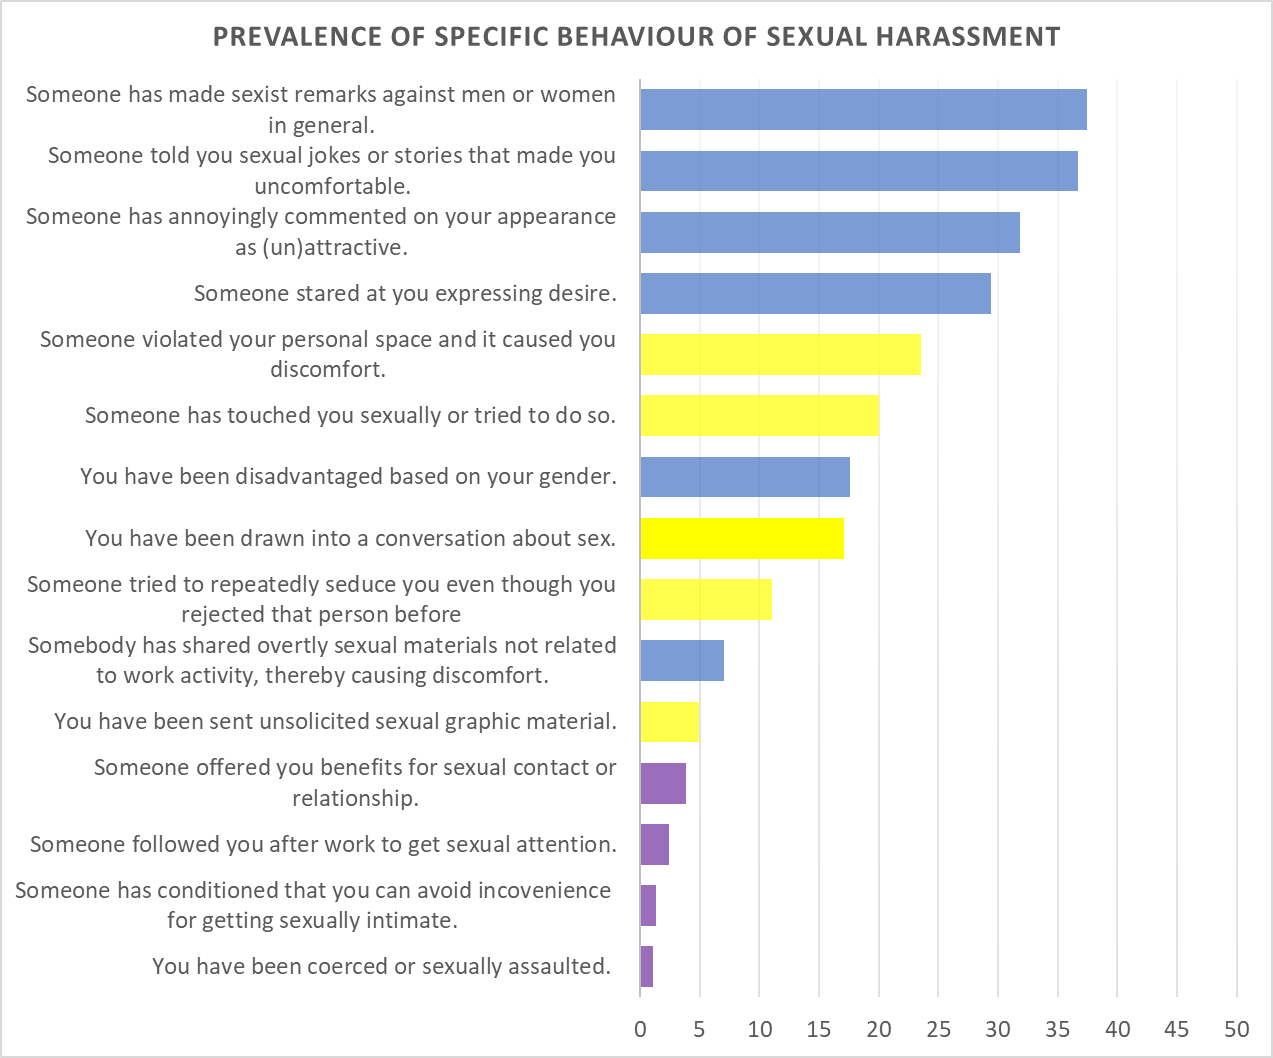 PREVALENCE OF SPECIFIC BEHAVIOUR OF SEXUAL HARASSMENT
Someone has made sexist remarks against men or women
in general.
Someone told you sexual jokes or stories that made you
uncomfortable.
Someone has annoyingly commented on your appearance
as (un)attractive.
Someone stared at you expressing desire.
Someone violated your personal space and it caused you
discomfort.
Someone has touched you sexually or tried to do so.
You have been disadvantaged based on your gender.
You have been drawn into a conversation about sex.
Someone tried to repeatedly seduce you even though you
rejected that person before
Somebody has shared overtly sexual materials not related
to work activity, thereby causing discomfort.
You have been sent unsolicited sexual graphic material.
Someone offered you benefits for sexual contact or
relationship.
Someone followed you after work to get sexual attention.
Someone has conditioned that you can avoid incovenience
for getting sexually intimate.
You have been coerced or sexually assaulted.
0 5 10 15 20 25 30 35 40 45 50